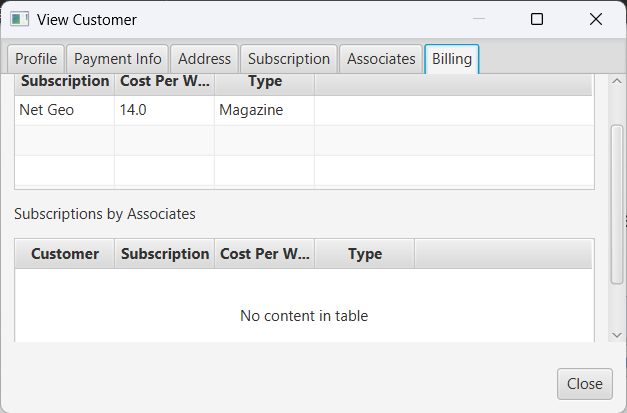 View Customer
Profile Payment Info Address Subscription Associates Billing
Subscription Cost Per W... Type
Net Geo 14.0 Magazine
Subscriptions by Associates
Customer Subscription Cost Per W... Type
No content in table
Close